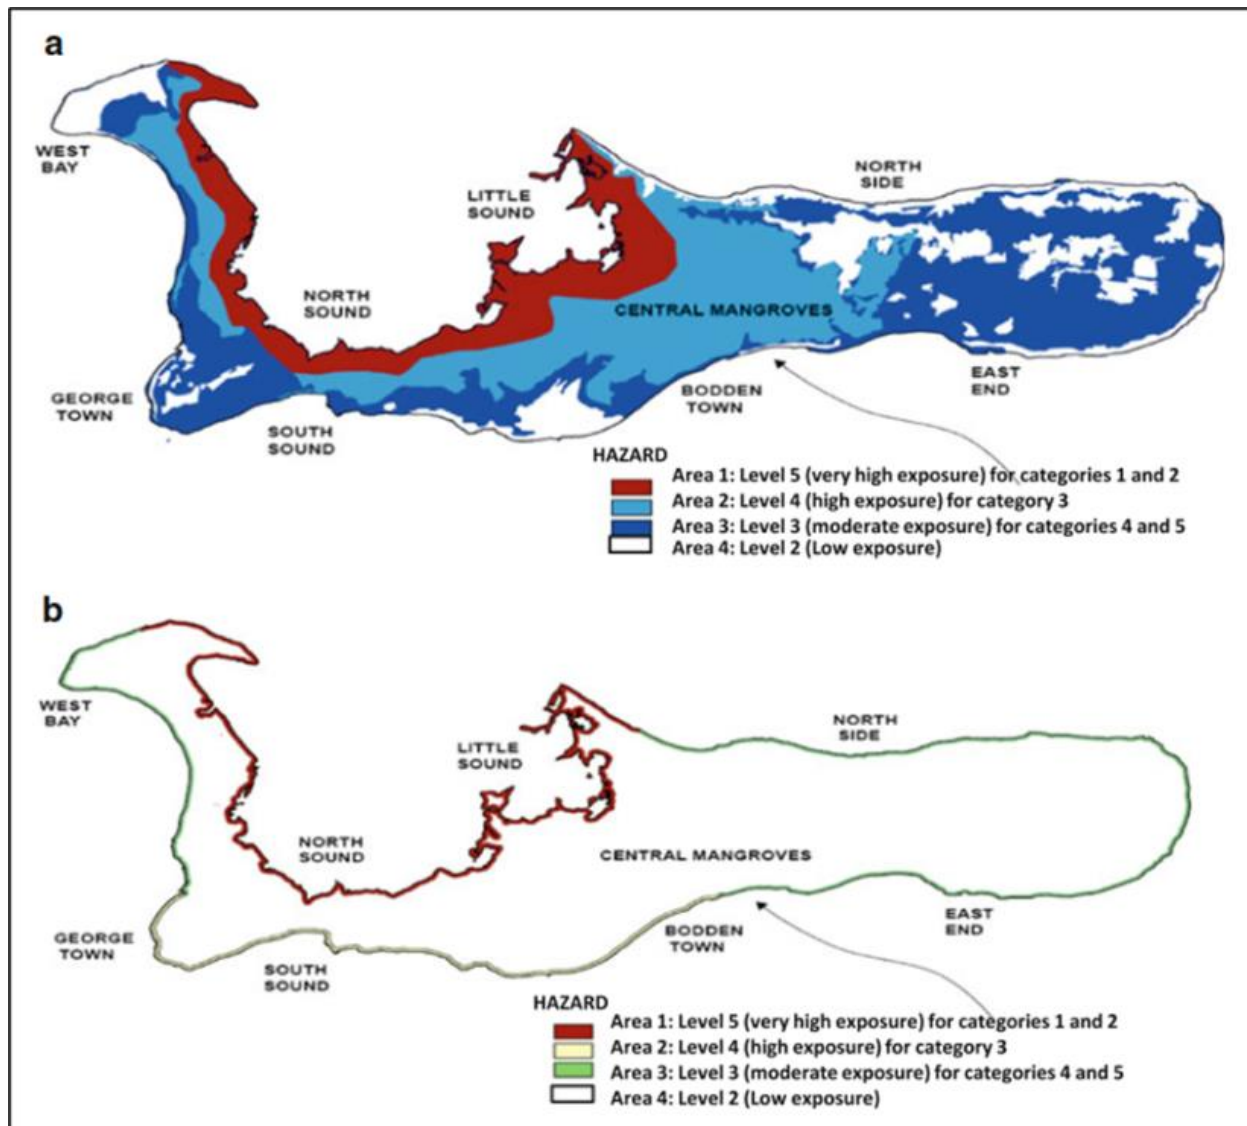 a
WEST
BAY
LITTLE
SOUND
NORTH
SIDE
NORTH
SOUND
CENTRAL MANGROVES
GEORGE
TOWN
SOUTH
SOUND
BODDEN
TOWN
EAST
END
HAZARD
Area 1: Level 5 (very high exposure) for categories 1 and 2
Area 2: Level 4 (high exposure) for category 3
Area 3: Level 3 (moderate exposure) for categories 4 and 5
Area 4: Level 2 (Low exposure)
b
WEST
BAY
LITTLE
SOUND
NORTH
SIDE
NORTH
SOUND
CENTRAL MANGROVES
GEORGE
TOWN
SOUTH
SOUND
BODDEN
TOWN
EAST
END
HAZARD
Area 1: Level 5 (very high exposure) for categories 1 and 2
Area 2: Level 4 (high exposure) for category 3
Area 3: Level 3 (moderate exposure) for categories 4 and 5
Area 4: Level 2 (Low exposure)